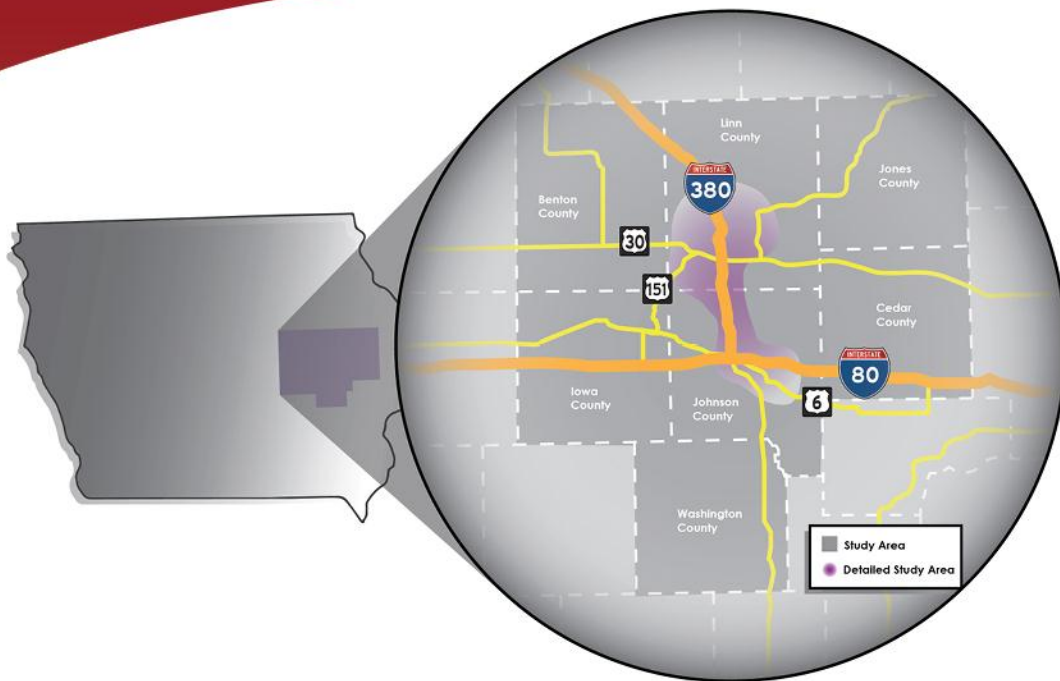 Linn
County
INTERSTATE
380
Jones
County
Benton
County
30
151
Cedar
County
INTERSTATE
80
Iowa
County
Johnson
County
6
Washington
County
Study Area
Detailed Study Area